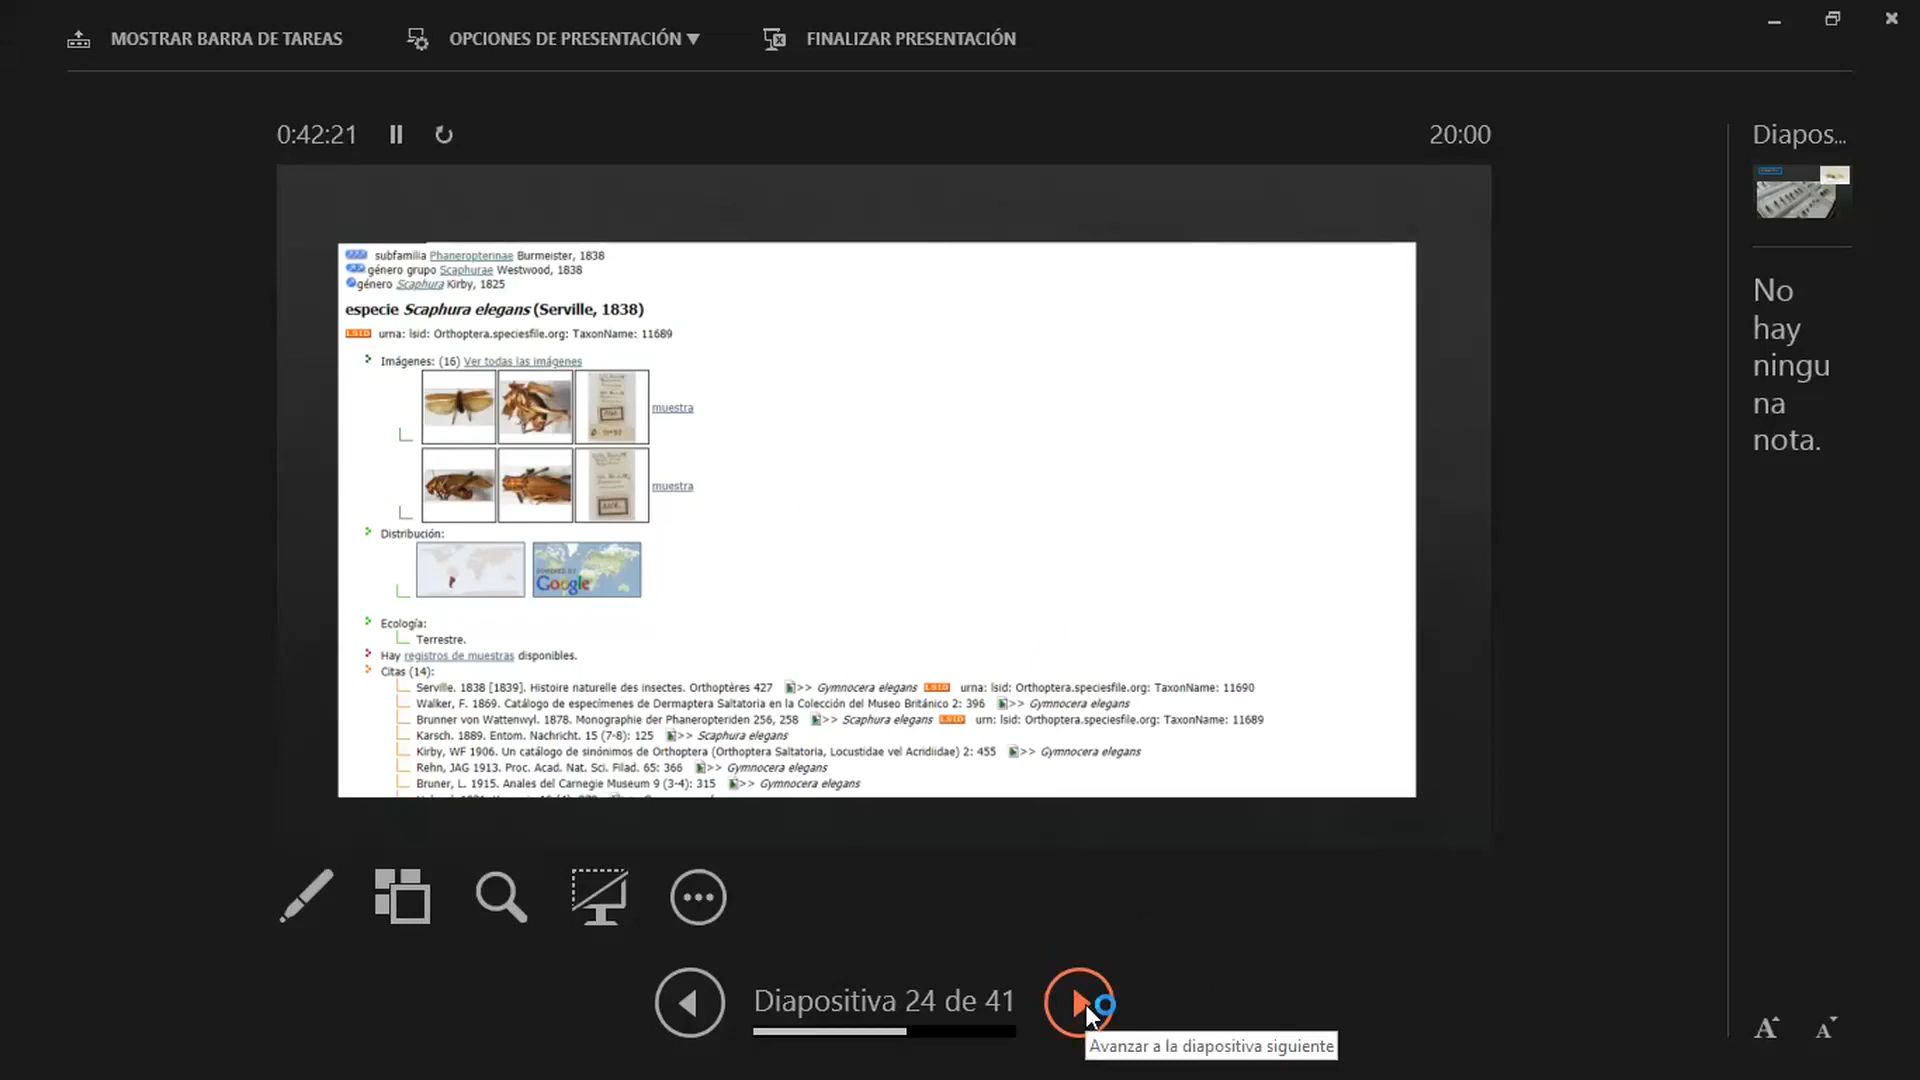 MOSTRAR BARRA DE TAREAS
OPCIONES DE PRESENTACIÓN
FINALIZAR PRESENTACIÓN
0:42:21
20:00
Diapos...
subfamilia Phaneropterinae Burmeister, 1838
género grupo Scaphurae Westwood, 1838
género Scaphura Kirby, 1825
especie Scaphura elegans (Serville, 1838)
LSID urna: lsid: Orthoptera.speciesfile.org: TaxonName: 11689
Imágenes: (16) Ver todas las imágenes
muestra
muestra
Distribución:
POWERED BY
Google
Ecología:
Terrestre.
Hay registros de muestras disponibles.
Citas (14):
Serville. 1838 [1839]. Histoire naturelle des insectes. Orthoptères 427 >> Gymnocera elegans LSID urna: lsid: Orthoptera.speciesfile.org: TaxonName: 11690
Walker, F. 1869. Catálogo de especímenes de Dermaptera Saltatoria en la Colección del Museo Británico 2: 396 >> Gymnocera elegans
Brunner von Wattenwyl. 1878. Monographie der Phaneropteriden 256, 258 >> Scaphura elegans LSID urn: lsid: Orthoptera.speciesfile.org: TaxonName: 11689
Karsch. 1889. Entom. Nachricht. 15 (7-8): 125 >> Scaphura elegans
Kirby, WF 1906. Un catálogo de sinónimos de Orthoptera (Orthoptera Saltatoria, Locustidae vel Acridiidae) 2: 455 >> Gymnocera elegans
Rehn, JAG 1913. Proc. Acad. Nat. Sci. Filad. 65: 366 >> Gymnocera elegans
Bruner, L. 1915. Anales del Carnegie Museum 9 (3-4): 315 >> Gymnocera elegans
No
hay
ningu
na
nota.
Diapositiva 24 de 41
Avanzar a la diapositiva siguiente
A A